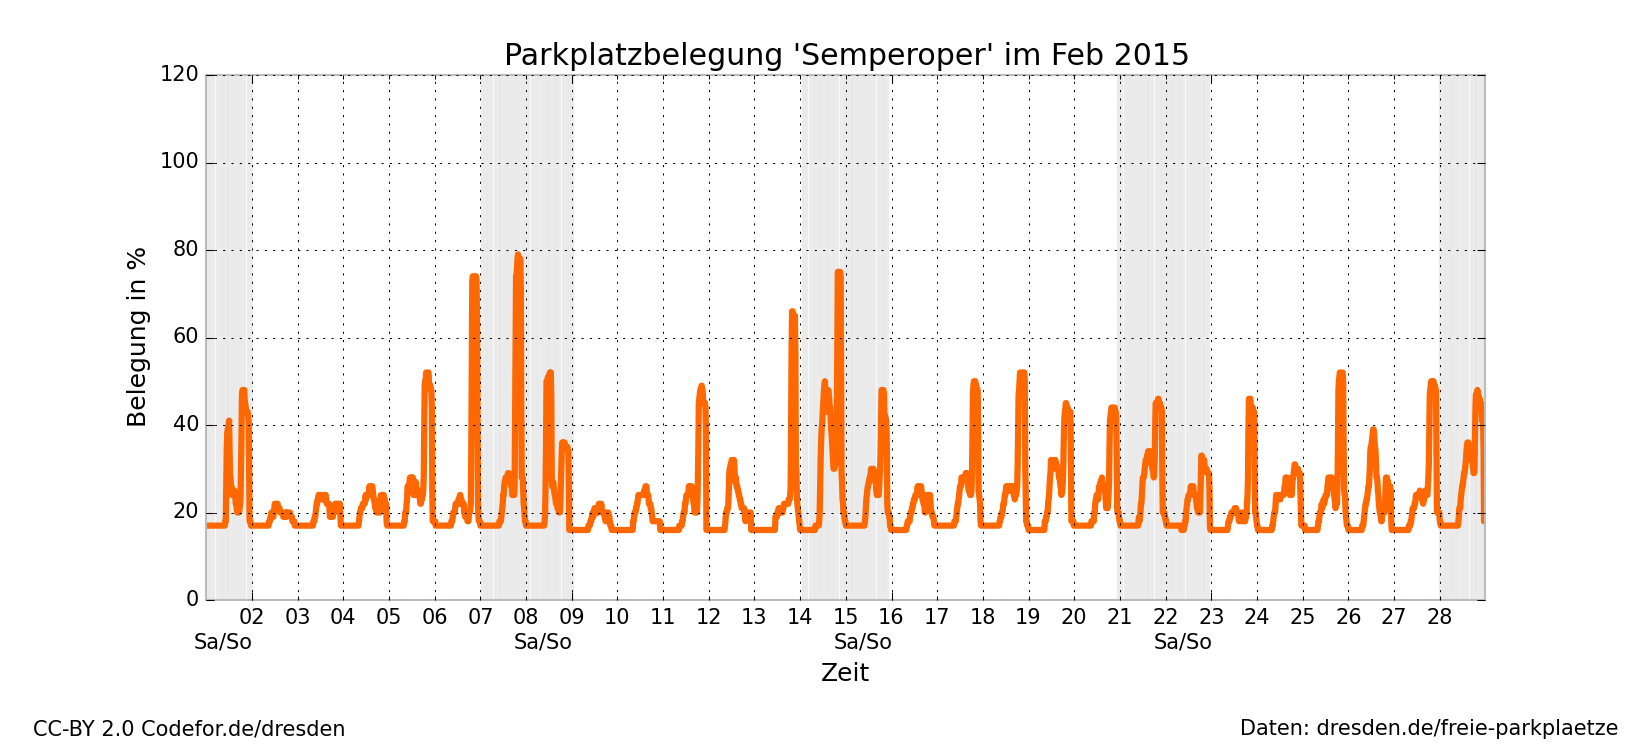 Parkplatzbelegung 'Semperoper' im Feb 2015
120
100
80
60
40
20
0
Belegung in %
02 03 04 05 06 07 08 09 10 11 12 13 14 15 16 17 18 19 20 21 22 23 24 25 26 27 28
Sa/So Sa/So Sa/So Sa/So
Zeit
CC-BY 2.0 Codefor.de/dresden
Daten: dresden.de/freie-parkplaetze